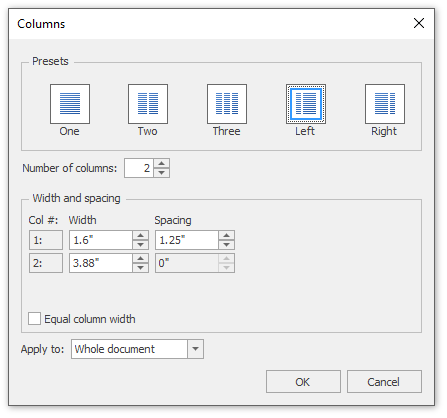 Columns
Presets
One Two Three Left Right
Number of columns: 2
Width and spacing
Col #: Width Spacing
1: 1.6" 1.25"
2: 3.88" 0"
Equal column width
Apply to: Whole document
OK Cancel